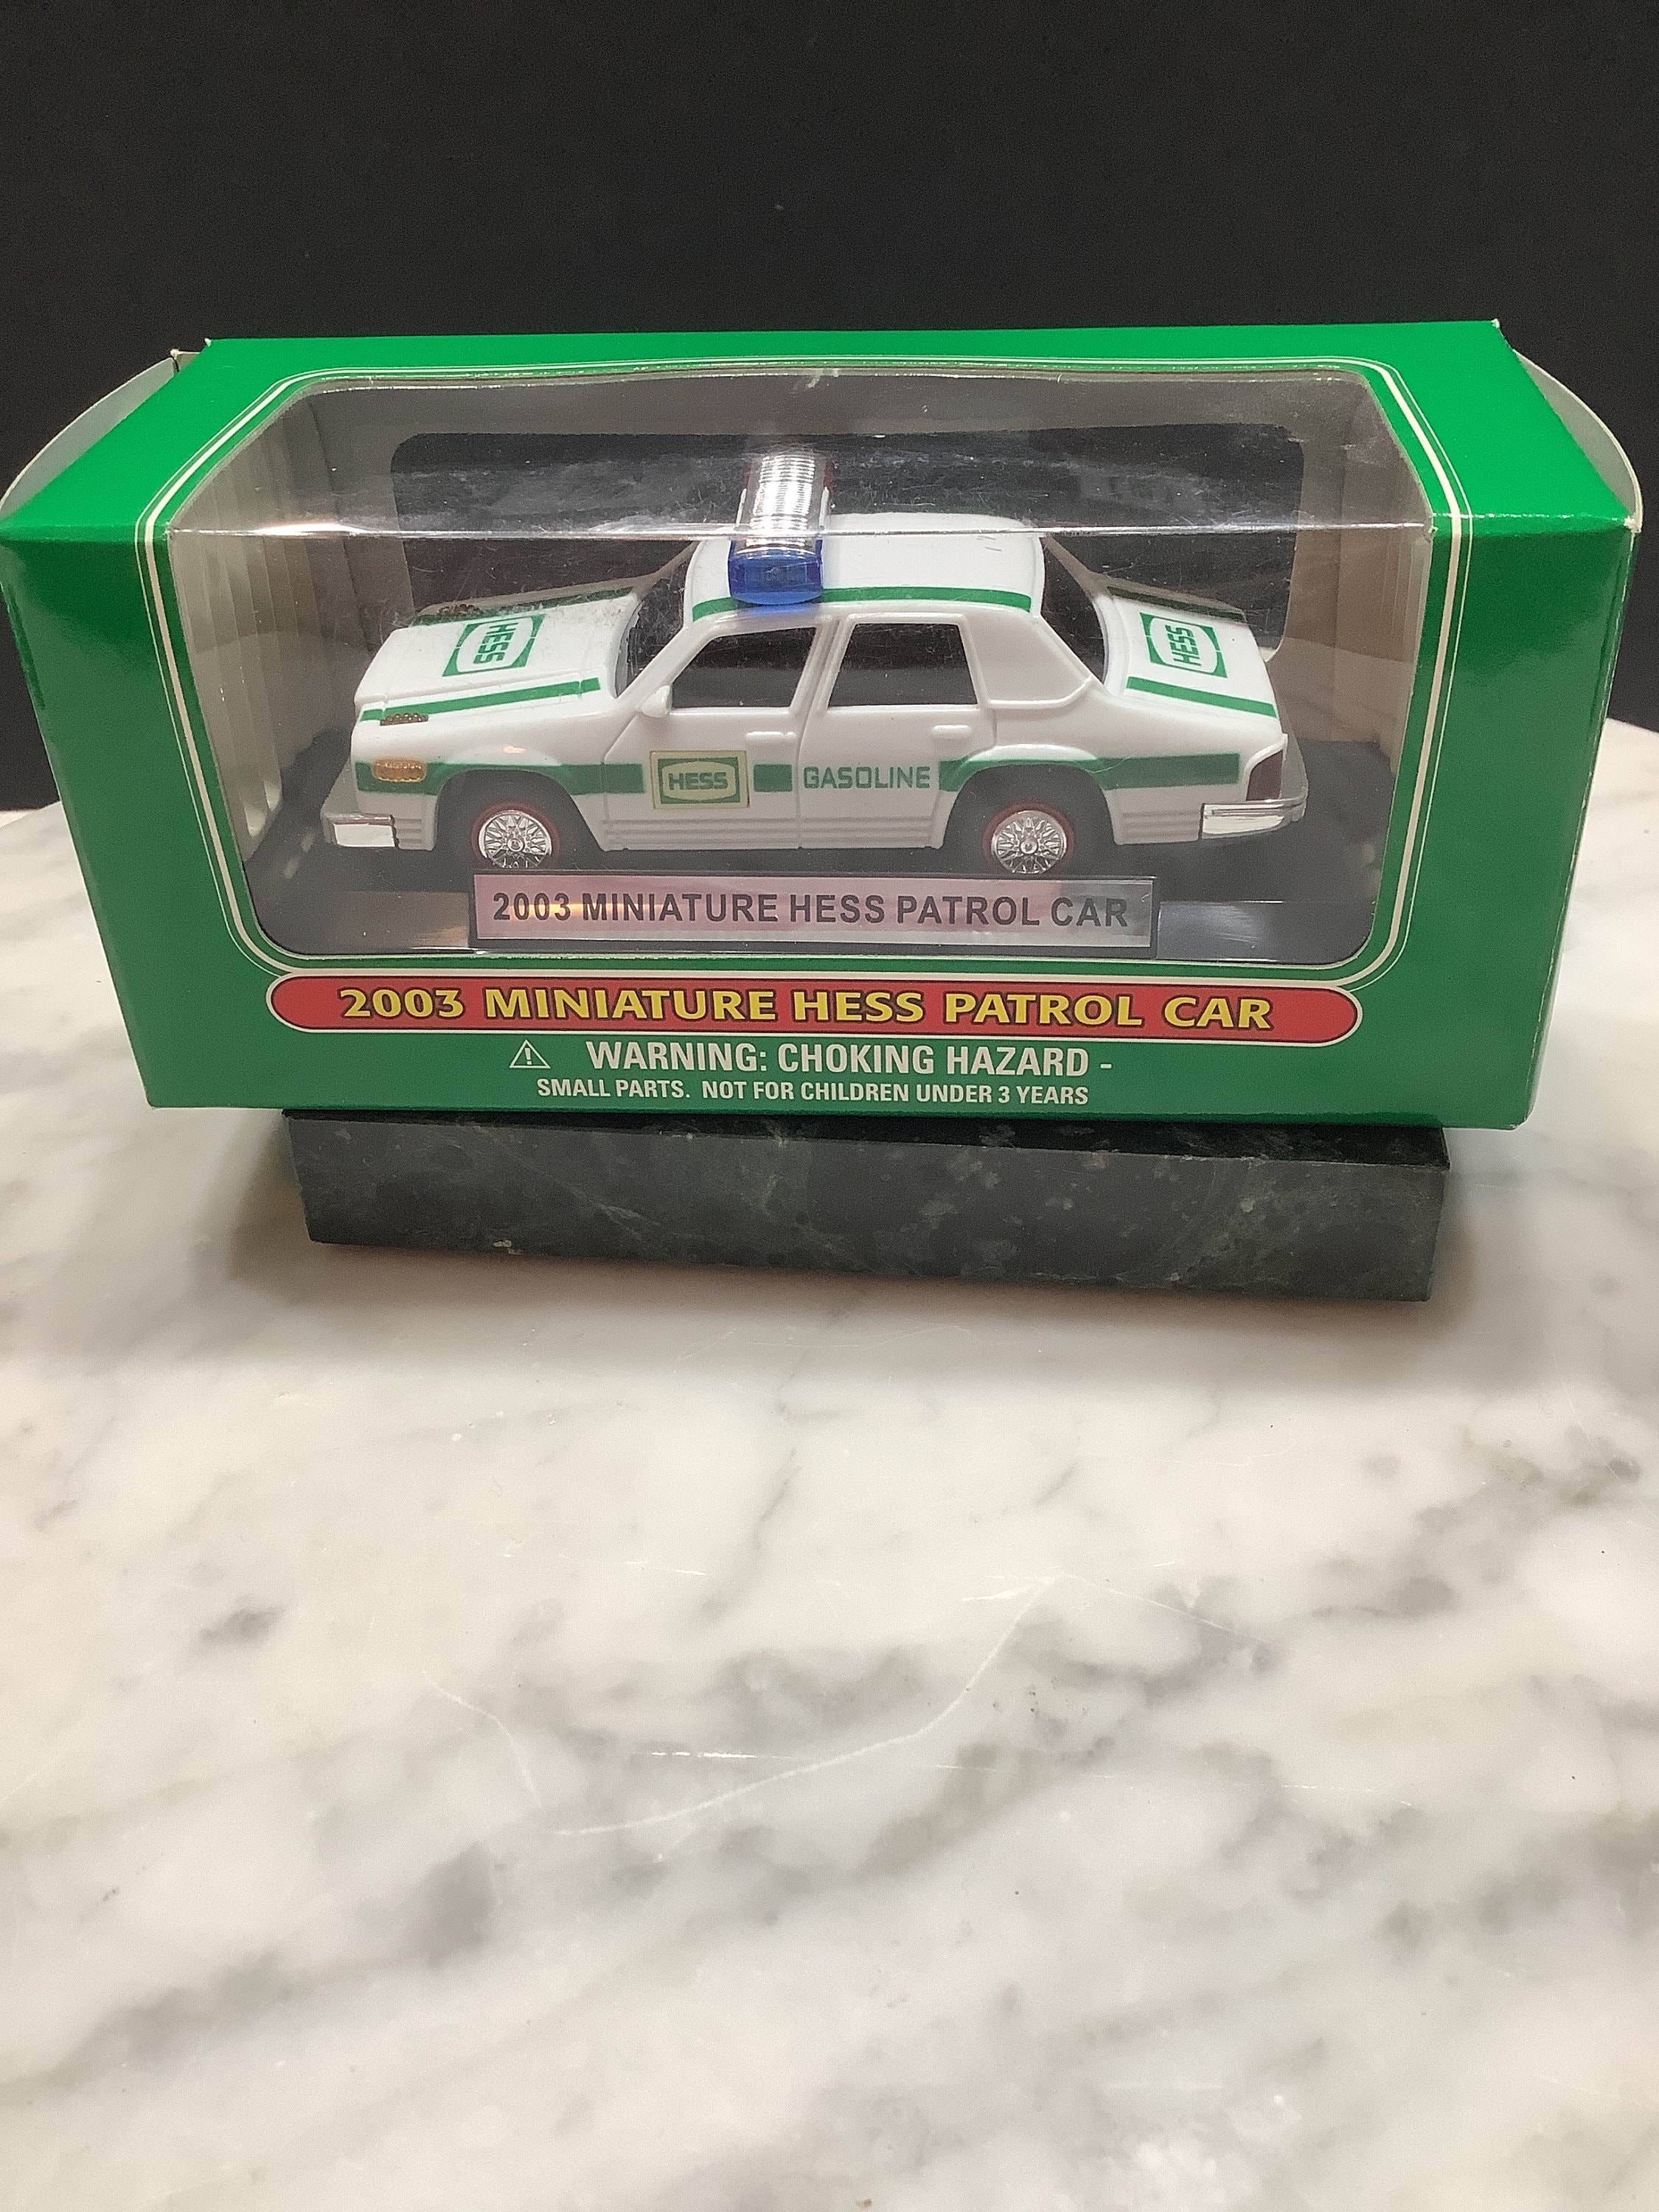 HESS
HESS
HESS
GASOLINE
2003 MINIATURE HESS PATROL CAR
2003 MINIATURE HESS PATROL CAR
⚠ WARNING: CHOKING HAZARD -
SMALL PARTS. NOT FOR CHILDREN UNDER 3 YEARS